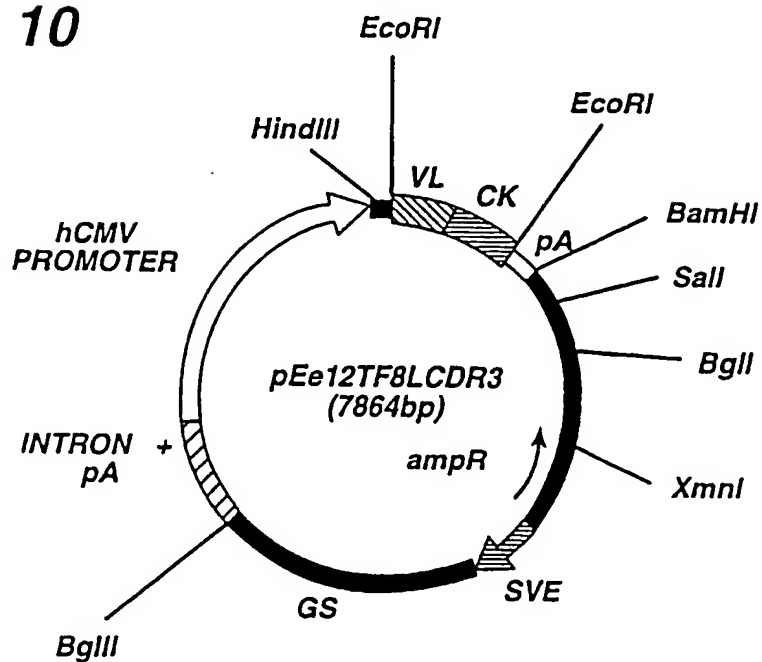 10
EcoRI
EcoRI
HindIII
VL
CK
pA
BamHI
SalI
BglI
XmnI
hCMV
PROMOTER
pEe12TF8LCDR3
(7864bp)
ampR
INTRON +
pA
SVE
GS
BglII